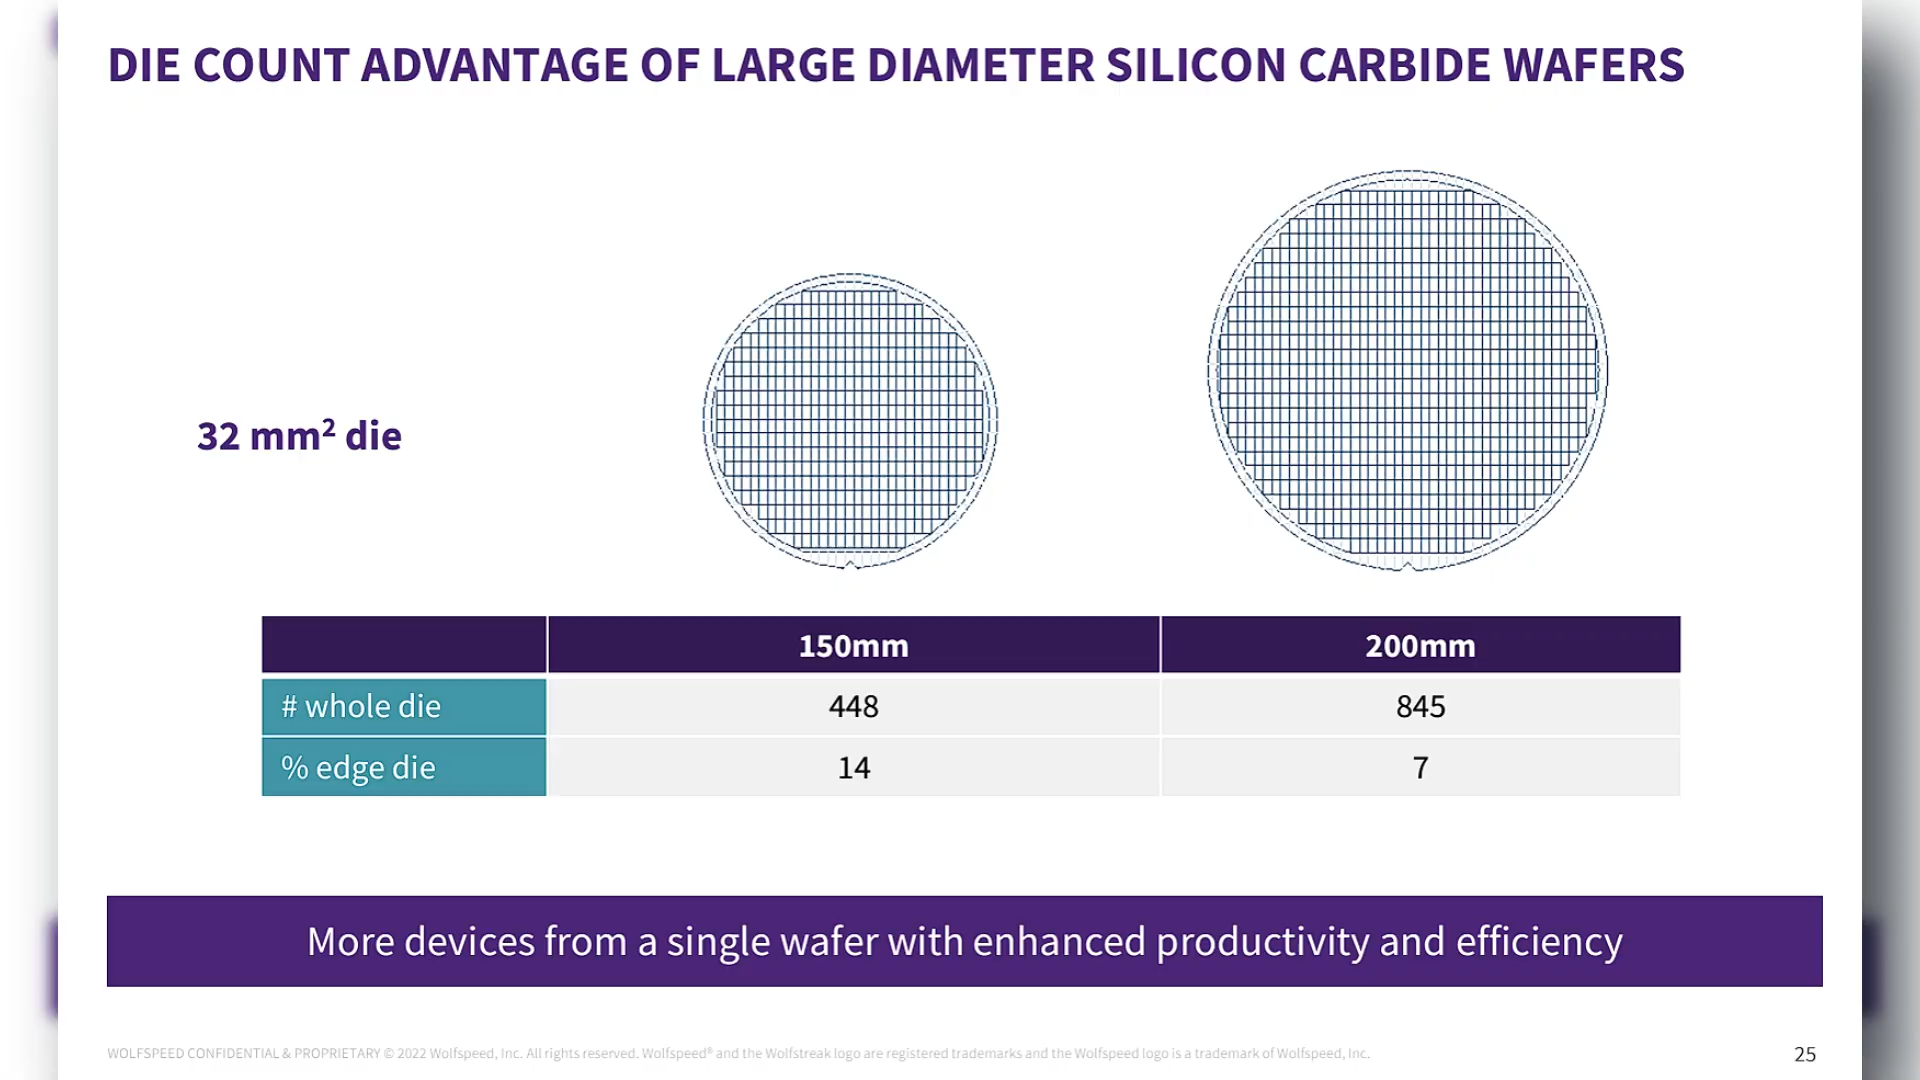 DIE COUNT ADVANTAGE OF LARGE DIAMETER SILICON CARBIDE WAFERS
32 mm² die
150mm 200mm
# whole die 448 845
% edge die 14 7
More devices from a single wafer with enhanced productivity and efficiency
WOLFSPEED CONFIDENTIAL & PROPRIETARY © 2022 Wolfspeed, Inc. All rights reserved. Wolfspeed® and the Wolfstreak logo are registered trademarks and the Wolfspeed logo is a trademark of Wolfspeed, Inc.
25